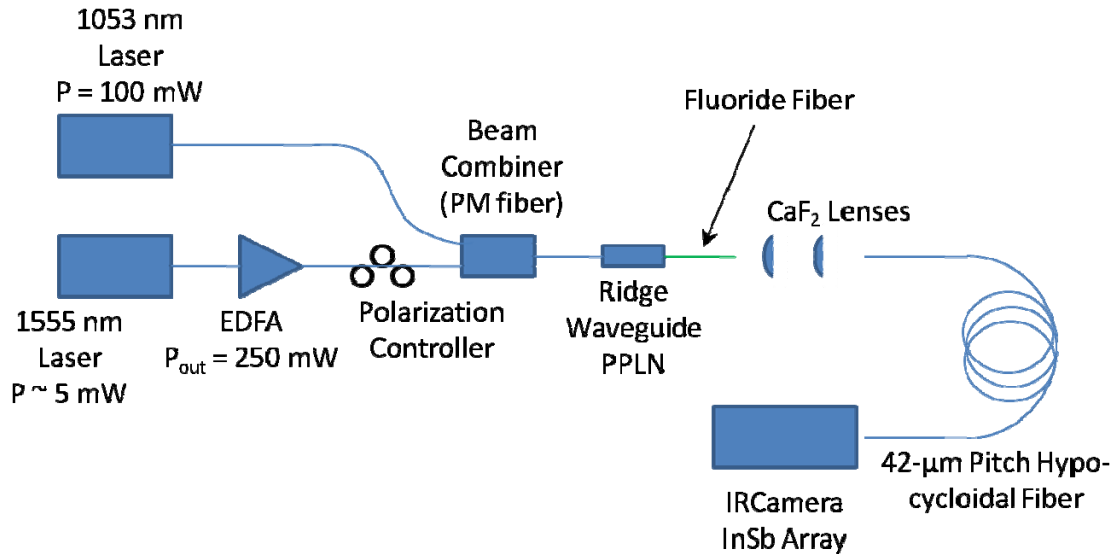 1053 nm
Laser
P = 100 mW
Fluoride Fiber
Beam
Combiner
(PM fiber)
CaF₂ Lenses
1555 nm
Laser
P ~ 5 mW
EDFA
Pout = 250 mW
Polarization
Controller
Ridge
Waveguide
PPLN
42-µm Pitch Hypo-
cycloidal Fiber
IRCamera
InSb Array